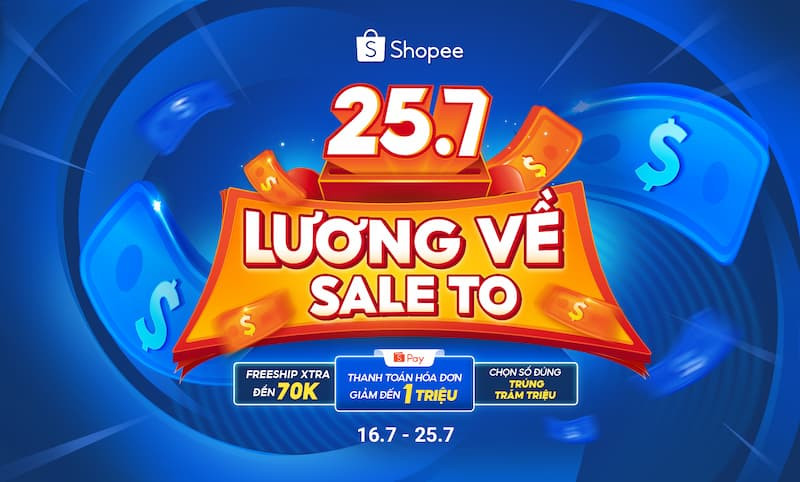 Shopee
25.7
LƯƠNG VỀ
SALE TO
FREESHIP XTRA
ĐẾN 70K
Pay
THANH TOÁN HÓA ĐƠN
GIẢM ĐẾN 1 TRIỆU
CHỌN SỐ ĐÚNG
TRÚNG
TRĂM TRIỆU
16.7 - 25.7